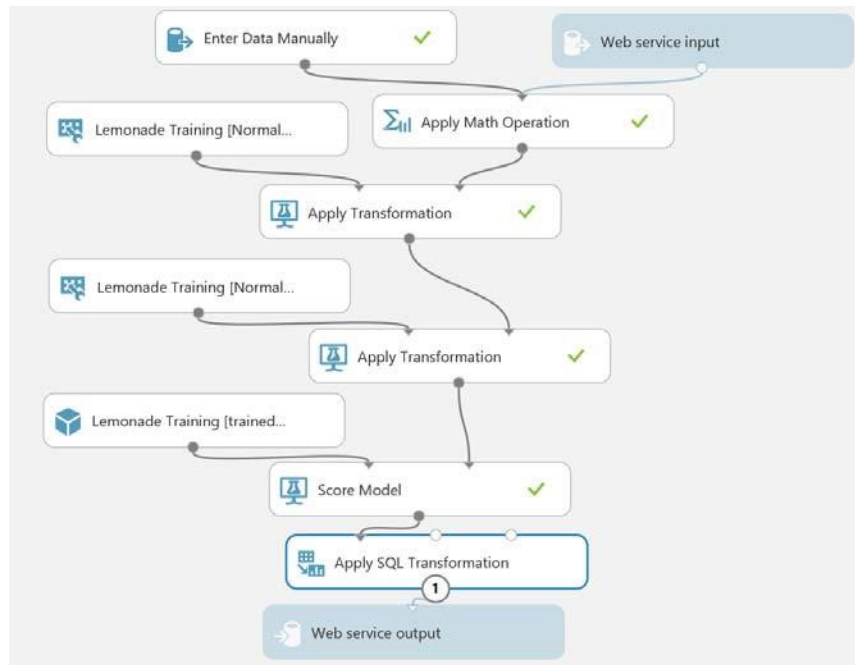 Enter Data Manually
Web service input
Lemonade Training [Normal...
Apply Math Operation
Apply Transformation
Lemonade Training [Normal...
Apply Transformation
Lemonade Training [trained...
Score Model
Apply SQL Transformation
1
Web service output